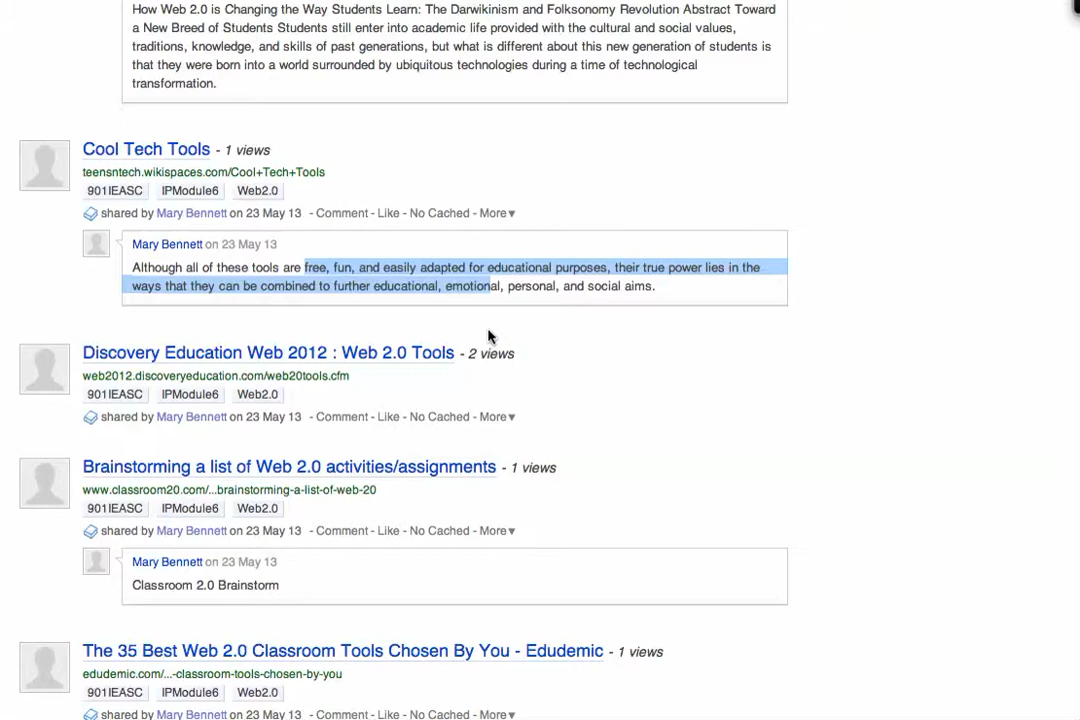 How Web 2.0 is Changing the Way Students Learn: The Darwikinism and Folksonomy Revolution Abstract Toward
a New Breed of Students Students still enter into academic life provided with the cultural and social values,
traditions, knowledge, and skills of past generations, but what is different about this new generation of students is
that they were born into a world surrounded by ubiquitous technologies during a time of technological
transformation.
Cool Tech Tools - 1 views
teensntech.wikispaces.com/Cool+Tech+Tools
901IEASC IPModule6 Web2.0
shared by Mary Bennett on 23 May 13 - Comment - Like - No Cached - More▼
Mary Bennett on 23 May 13
Although all of these tools are free, fun, and easily adapted for educational purposes, their true power lies in the
ways that they can be combined to further educational, emotional, personal, and social aims.
Discovery Education Web 2012 : Web 2.0 Tools - 2 views
web2012.discoveryeducation.com/web20tools.cfm
901IEASC IPModule6 Web2.0
shared by Mary Bennett on 23 May 13 - Comment - Like - No Cached - More▼
Brainstorming a list of Web 2.0 activities/assignments - 1 views
www.classroom20.com/...brainstorming-a-list-of-web-20
901IEASC IPModule6 Web2.0
shared by Mary Bennett on 23 May 13 - Comment - Like - No Cached - More▼
Mary Bennett on 23 May 13
Classroom 2.0 Brainstorm
The 35 Best Web 2.0 Classroom Tools Chosen By You - Edudemic - 1 views
edudemic.com/...-classroom-tools-chosen-by-you
901IEASC IPModule6 Web2.0
shared by Mary Bennett on 23 May 13 - Comment - Like - No Cached - More▼